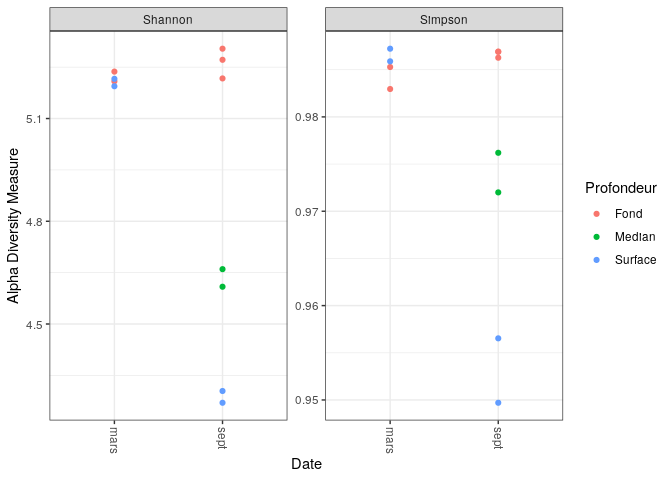 Shannon
Simpson
Alpha Diversity Measure
5.1
4.8
4.5
0.98
0.97
0.96
0.95
mars
sept
mars
sept
Date
Profondeur
Fond
Median
Surface